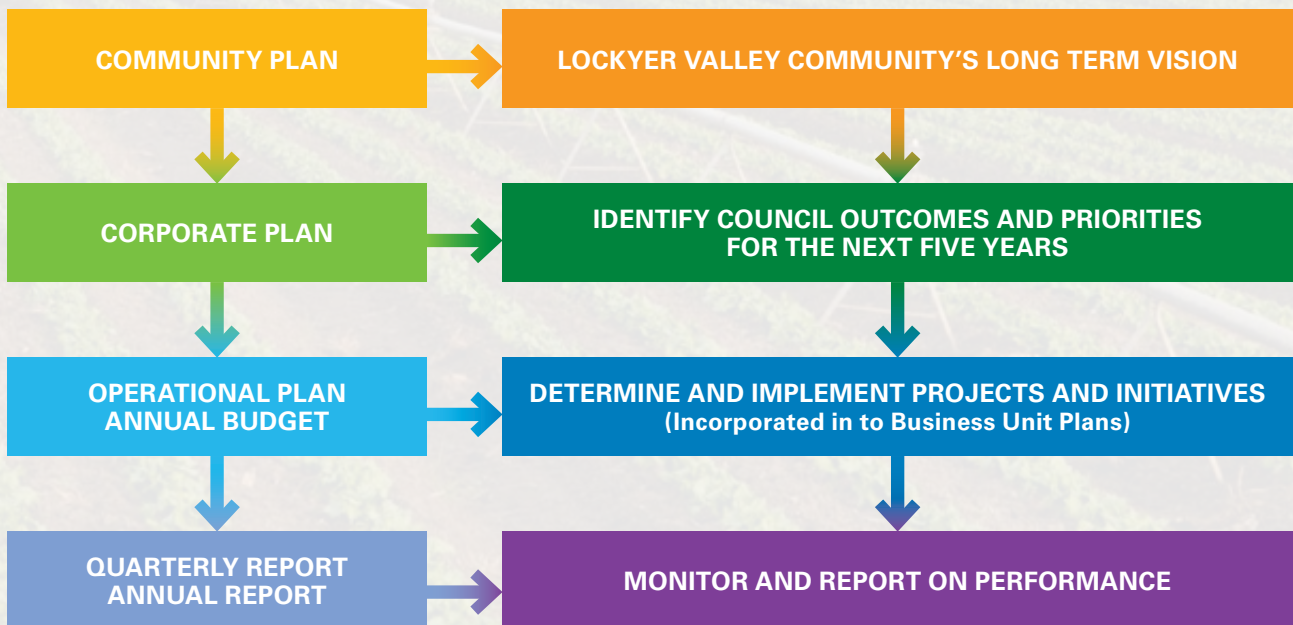 COMMUNITY PLAN
LOCKYER VALLEY COMMUNITY'S LONG TERM VISION
CORPORATE PLAN
IDENTIFY COUNCIL OUTCOMES AND PRIORITIES
FOR THE NEXT FIVE YEARS
OPERATIONAL PLAN
ANNUAL BUDGET
DETERMINE AND IMPLEMENT PROJECTS AND INITIATIVES
(Incorporated in to Business Unit Plans)
QUARTERLY REPORT
ANNUAL REPORT
MONITOR AND REPORT ON PERFORMANCE